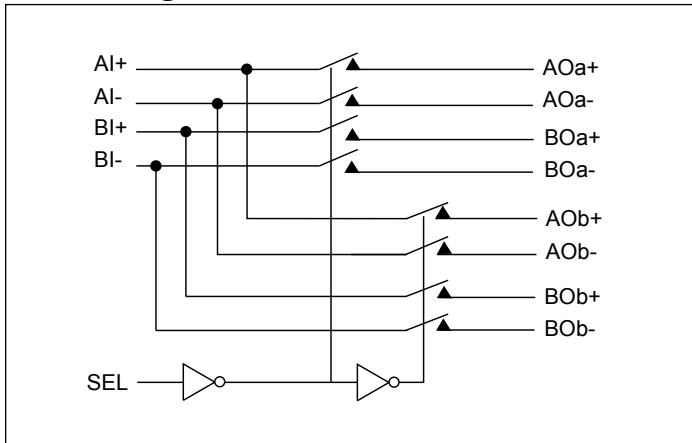 AI+
AOa+
AI-
AOa-
BI+
BOa+
BI-
BOa-
AOb+
AOb-
BOb+
BOb-
SEL